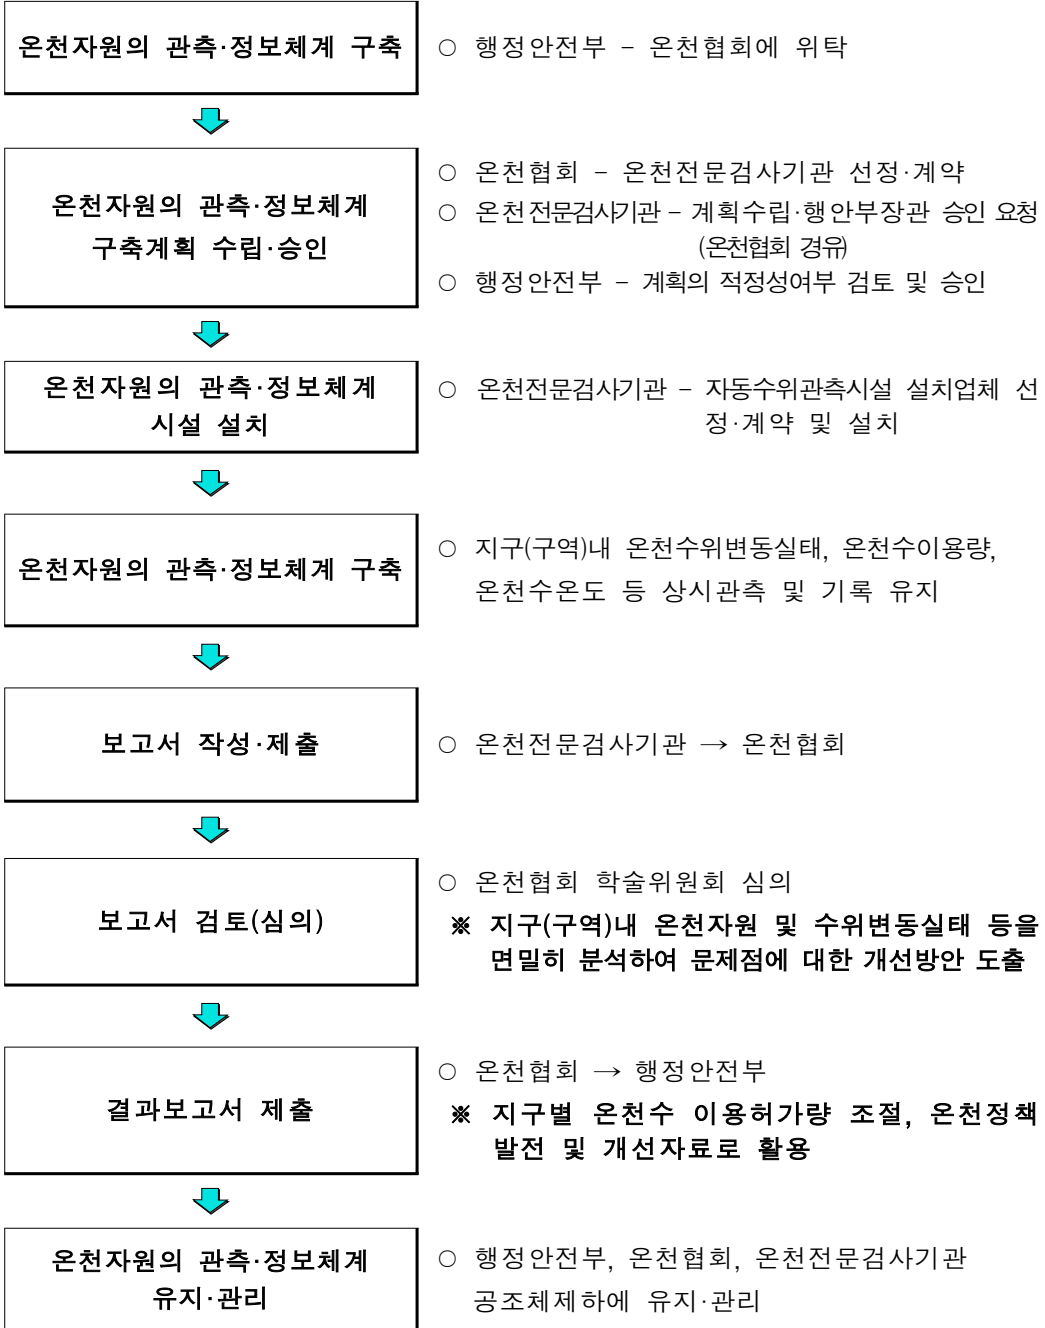 온천자원의 관측·정보체계 구축
○ 행정안전부 – 온천협회에 위탁
온천자원의 관측·정보체계
구축계획 수립·승인
○ 온천협회 – 온천전문검사기관 선정·계약
○ 온천전문검사기관 – 계획수립·행안부장관 승인 요청
(온천협회 경유)
○ 행정안전부 – 계획의 적정성여부 검토 및 승인
온천자원의 관측·정보체계
시설 설치
○ 온천전문검사기관 – 자동수위관측시설 설치업체 선
정·계약 및 설치
온천자원의 관측·정보체계 구축
○ 지구(구역)내 온천수위변동실태, 온천수이용량,
온천수온도 등 상시관측 및 기록 유지
보고서 작성·제출
○ 온천전문검사기관 → 온천협회
보고서 검토(심의)
○ 온천협회 학술위원회 심의
※ 지구(구역)내 온천자원 및 수위변동실태 등을
면밀히 분석하여 문제점에 대한 개선방안 도출
결과보고서 제출
○ 온천협회 → 행정안전부
※ 지구별 온천수 이용허가량 조절, 온천정책
발전 및 개선자료로 활용
온천자원의 관측·정보체계
유지·관리
○ 행정안전부, 온천협회, 온천전문검사기관
공조체제하에 유지·관리